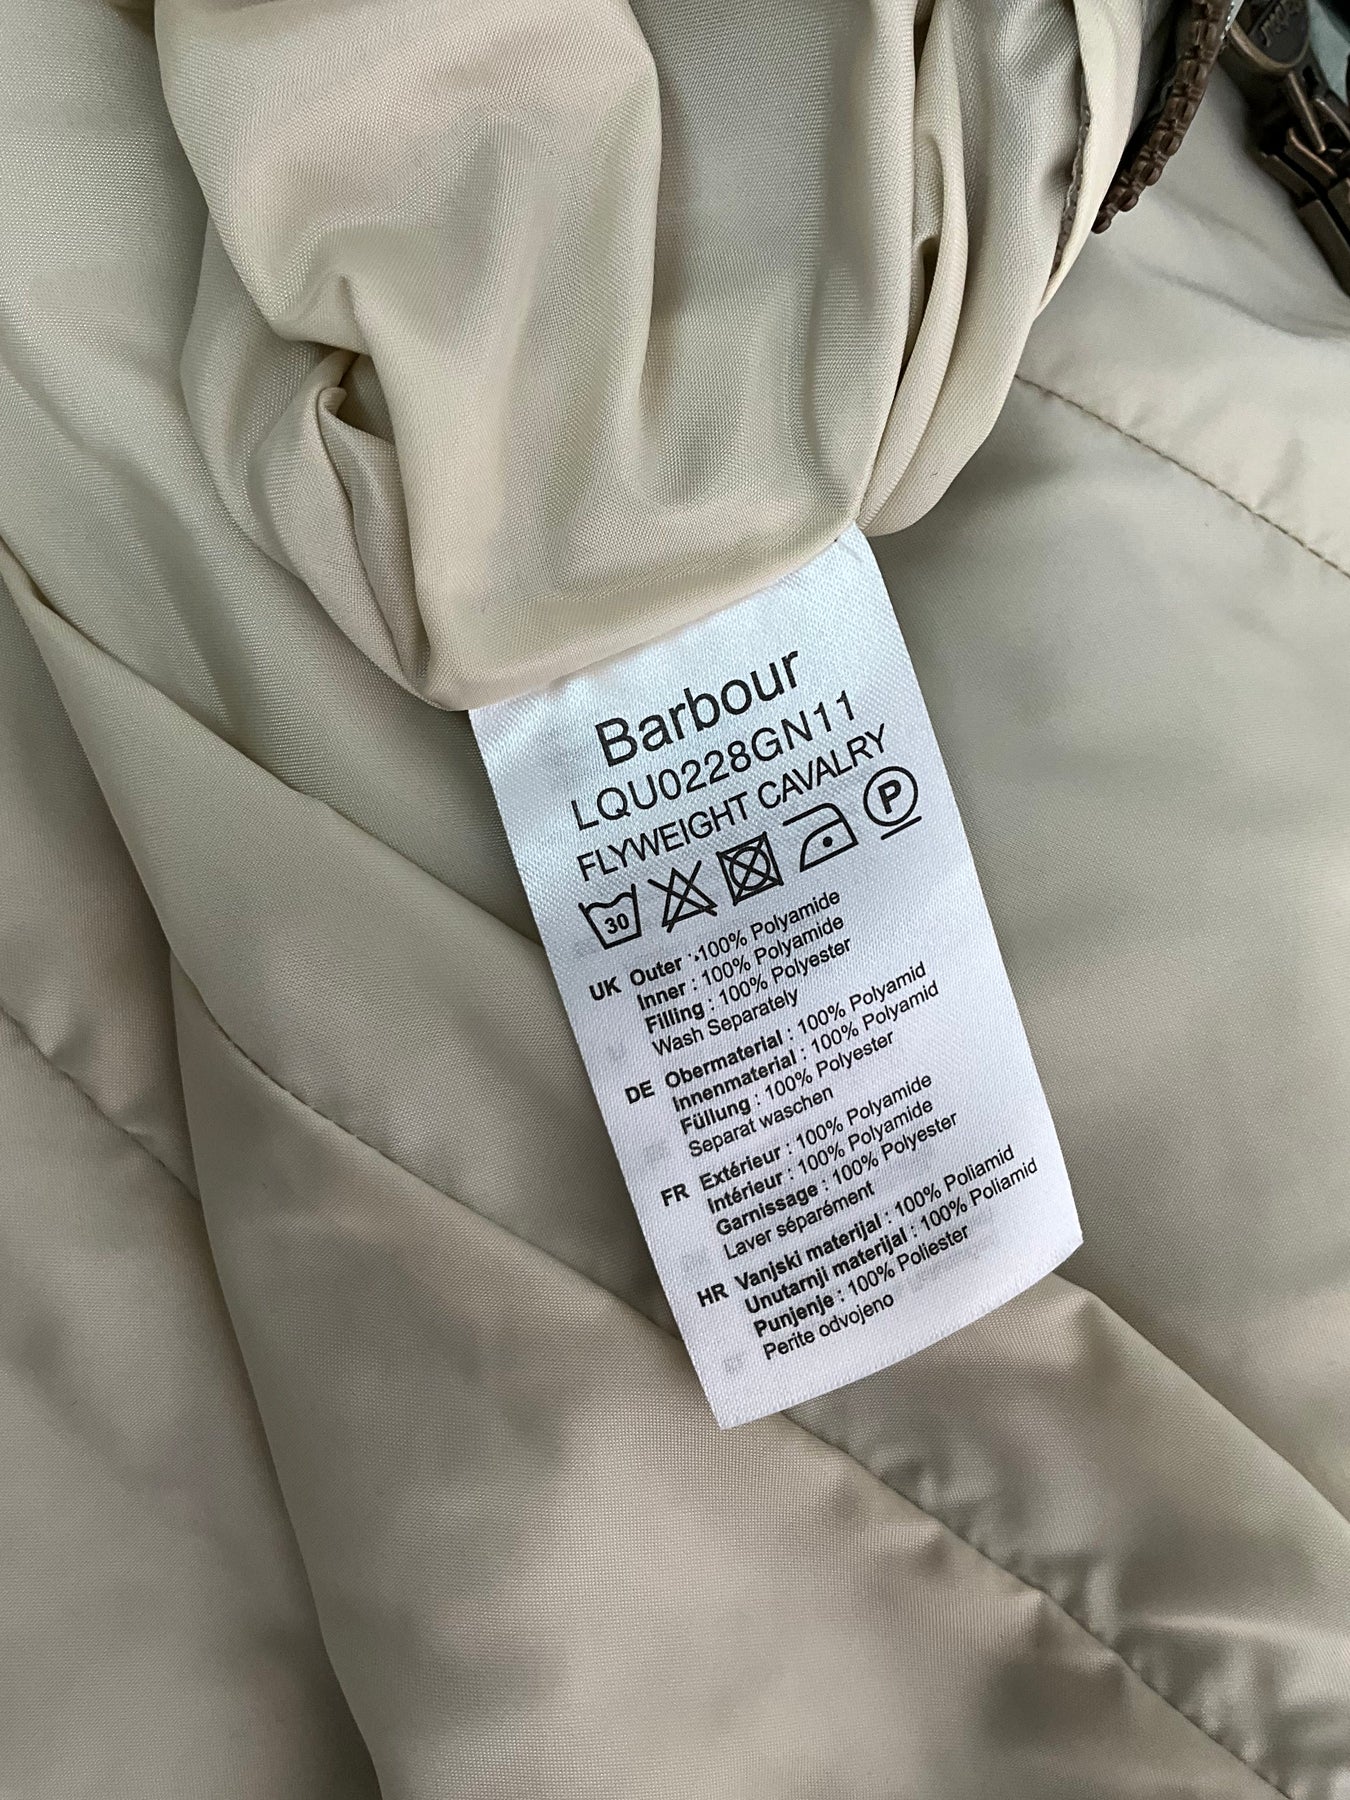 Barbour
LQU0228GN11
FLYWEIGHT CAVALRY
30 P
UK Outer : 100% Polyamide
Inner : 100% Polyamide
Filling : 100% Polyester
Wash Separately
DE Obermaterial : 100% Polyamid
Innenmaterial : 100% Polyamid
Füllung : 100% Polyester
Separat waschen
FR Extérieur : 100% Polyamide
Intérieur : 100% Polyamide
Garnissage : 100% Polyester
Laver séparément
HR Vanjski materijal : 100% Poliamid
Unutarnji materijal : 100% Poliamid
Punjenje : 100% Poliester
Perite odvojeno